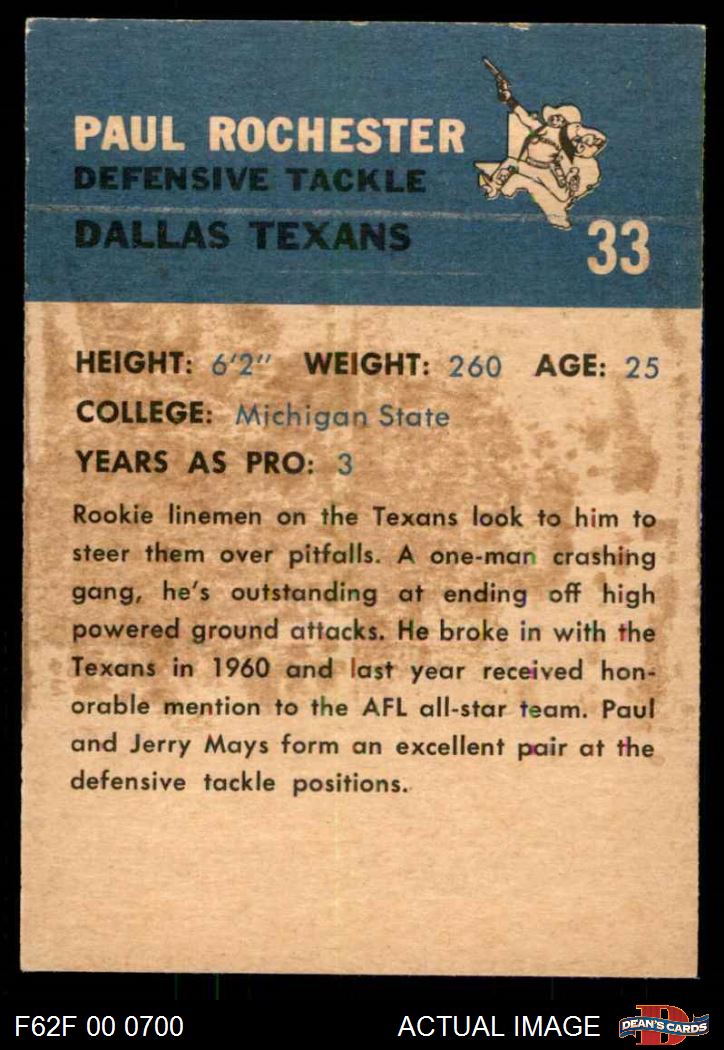 PAUL ROCHESTER
DEFENSIVE TACKLE
DALLAS TEXANS
33
HEIGHT: 6'2" WEIGHT: 260 AGE: 25
COLLEGE: Michigan State
YEARS AS PRO: 3
Rookie linemen on the Texans look to him to
steer them over pitfalls. A one-man crashing
gang, he's outstanding at ending off high
powered ground attacks. He broke in with the
Texans in 1960 and last year received hon-
orable mention to the AFL all-star team. Paul
and Jerry Mays form an excellent pair at the
defensive tackle positions.
F62F 00 0700
ACTUAL IMAGE
D
DEAN'S CARDS